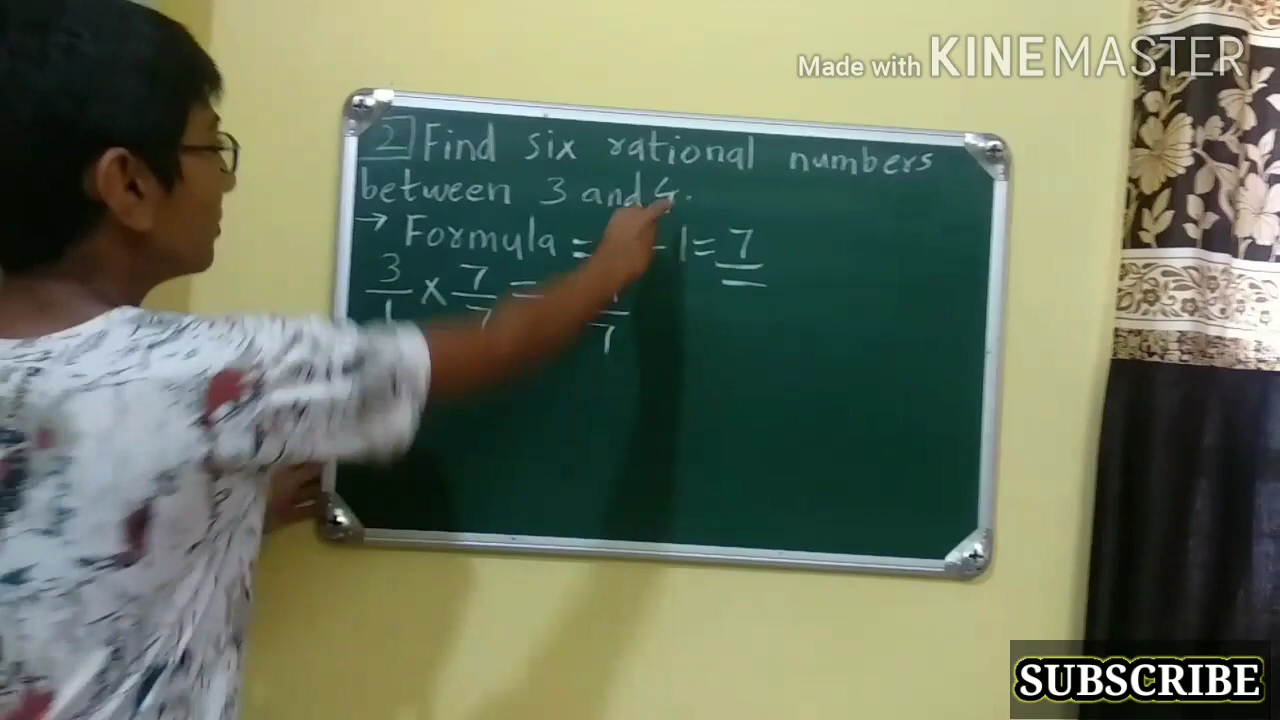 Made with KINEMASTER
2 Find six rational numbers
between 3 and 4.
→ Formula = - 1 = 7
3/1 × 7/7 = /7
SUBSCRIBE